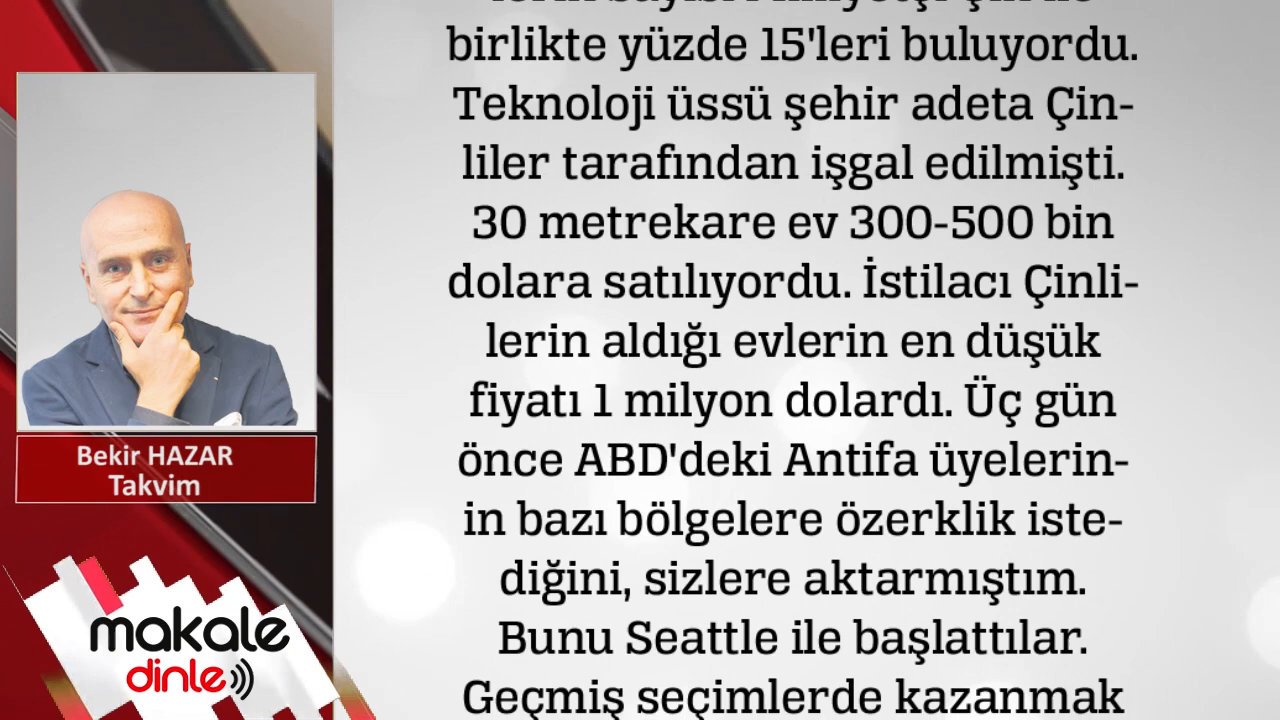 birlikte yüzde 15'leri buluyordu.
Teknoloji üssü şehir adeta Çin-
liler tarafından işgal edilmişti.
30 metrekare ev 300-500 bin
dolara satılıyordu. İstilacı Çinli-
lerin aldığı evlerin en düşük
fiyatı 1 milyon dolardı. Üç gün
önce ABD'deki Antifa üyelerin-
in bazı bölgelere özerklik iste-
diğini, sizlere aktarmıştım.
Bunu Seattle ile başlattılar.
Geçmiş seçimlerde kazanmak
Bekir HAZAR
Takvim
makale
dinle